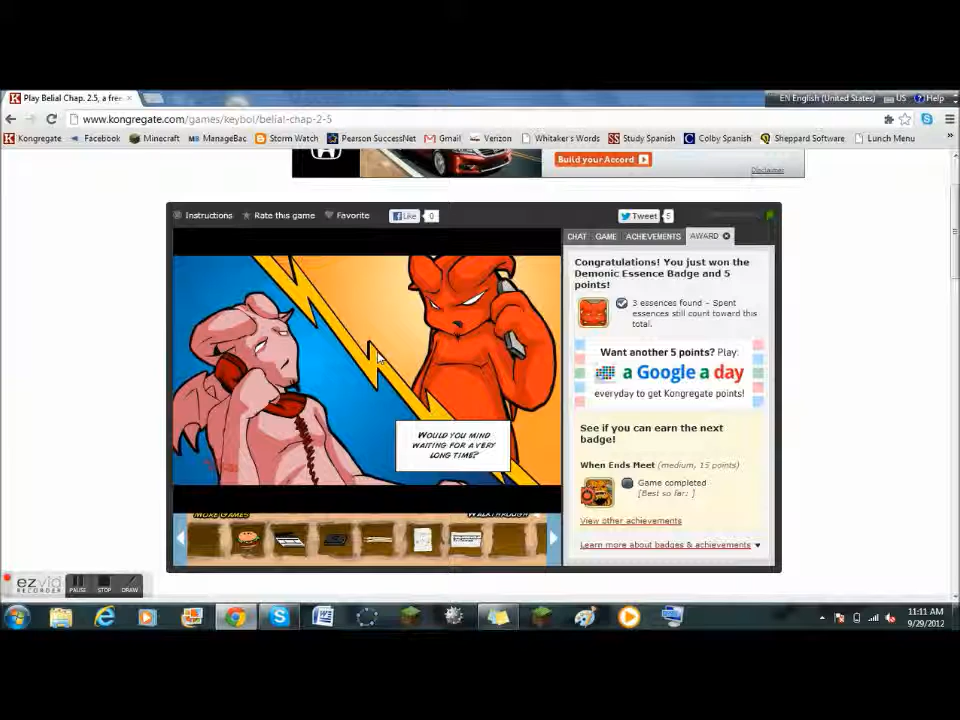 Play Belial Chap. 2.5, a free
EN English (United States) US Help
www.kongregate.com/games/keybol/belial-chap-2-5
Kongregate Facebook Minecraft ManageBac Storm Watch Pearson SuccessNet Gmail Verizon Whitaker's Words Study Spanish Colby Spanish Sheppard Software Lunch Menu
Build your Accord
Disclaimer
Instructions Rate this game Favorite Like 0 Tweet 5
CHAT GAME ACHIEVEMENTS AWARD
Congratulations! You just won the
Demonic Essence Badge and 5
points!
3 essences found - Spent
essences still count toward this
total.
Want another 5 points? Play:
a Google a day
everyday to get Kongregate points!
See if you can earn the next
badge!
When Ends Meet (medium, 15 points)
Game completed
[Best so far: ]
View other achievements
Learn more about badges & achievements
WOULD YOU MIND
WAITING FOR A VERY
LONG TIME?
MORE GAMES
WALKTHROUGH
ezvid
RECORDER
PAUSE STOP DRAW
11:11 AM
9/29/2012